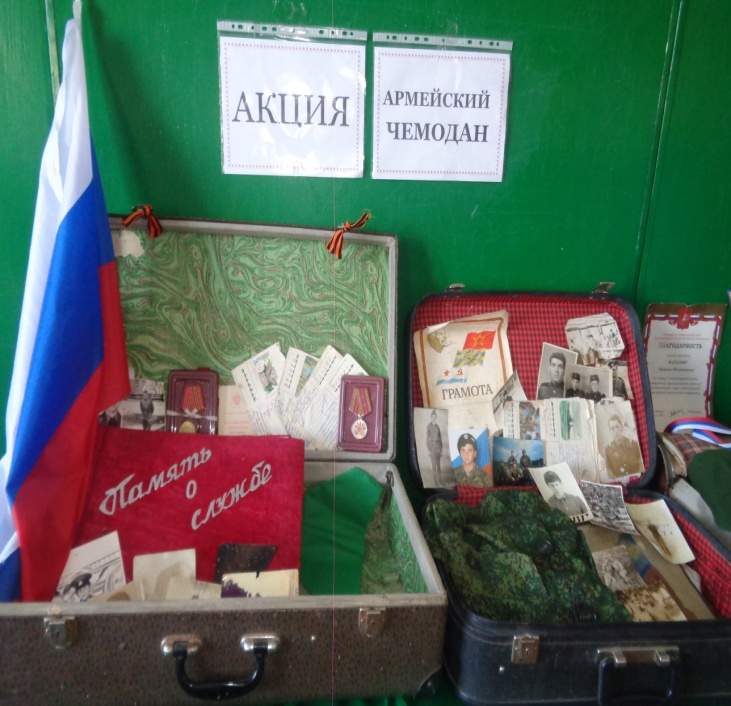 АКЦИЯ
АРМЕЙСКИЙ
ЧЕМОДАН
ГРАМОТА
БЛАГОДАРНОСТЬ
Память
о
службе